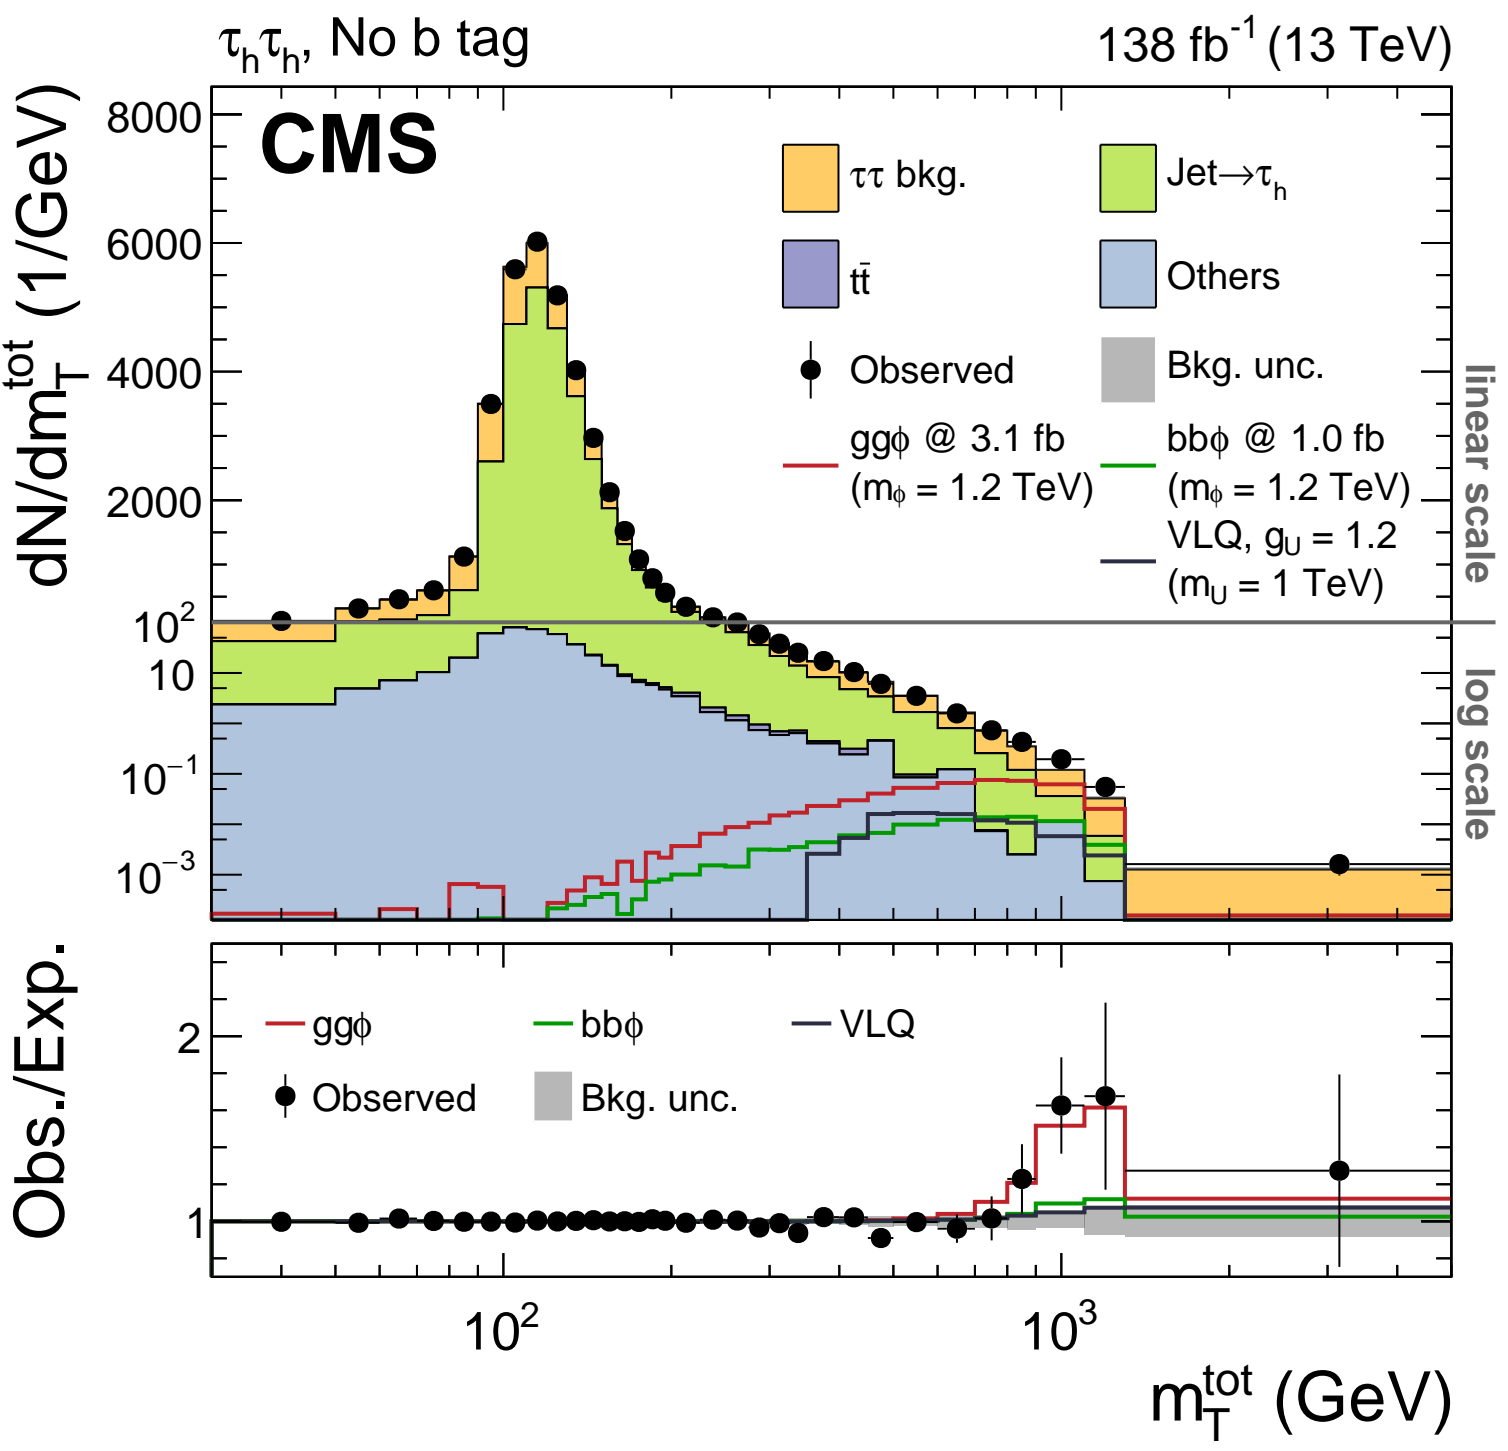 τhτh, No b tag
138 fb-1 (13 TeV)
CMS
dN/dmTtot (1/GeV)
8000
6000
4000
2000
10²
10
10−1
10−3
ττ bkg.
Jet→τh
tt̄
Others
Observed
Bkg. unc.
ggϕ @ 3.1 fb
(mϕ = 1.2 TeV)
bbϕ @ 1.0 fb
(mϕ = 1.2 TeV)
VLQ, gU = 1.2
(mU = 1 TeV)
linear scale
log scale
Obs./Exp.
2
1
ggϕ
bbϕ
VLQ
Observed
Bkg. unc.
10²
10³
mTtot (GeV)